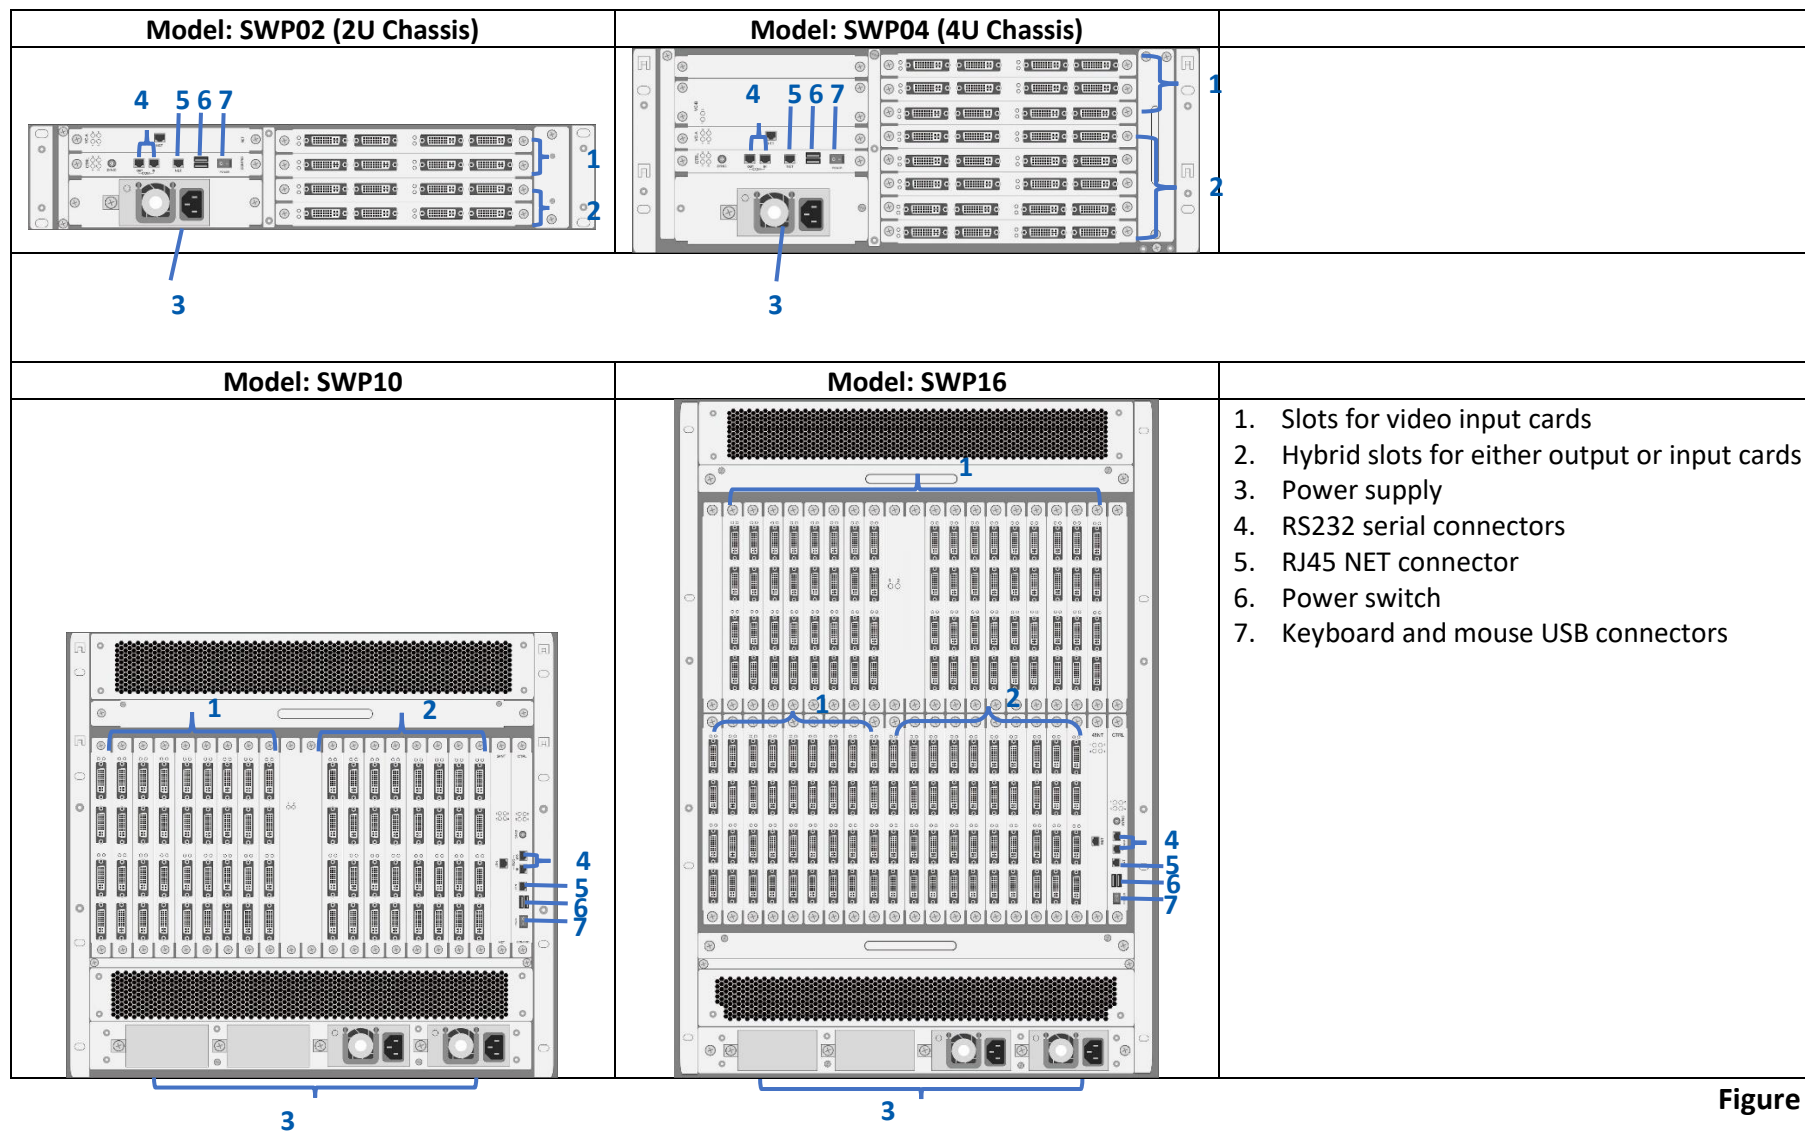 Model: SWP02 (2U Chassis)
Model: SWP04 (4U Chassis)
4 5 6 7
1
2
3
4 5 6 7
1
2
3
Model: SWP10
Model: SWP16
1 2
4
5
6
7
3
1
1 2
4
5
6
7
3
1. Slots for video input cards
2. Hybrid slots for either output or input cards
3. Power supply
4. RS232 serial connectors
5. RJ45 NET connector
6. Power switch
7. Keyboard and mouse USB connectors
Figure